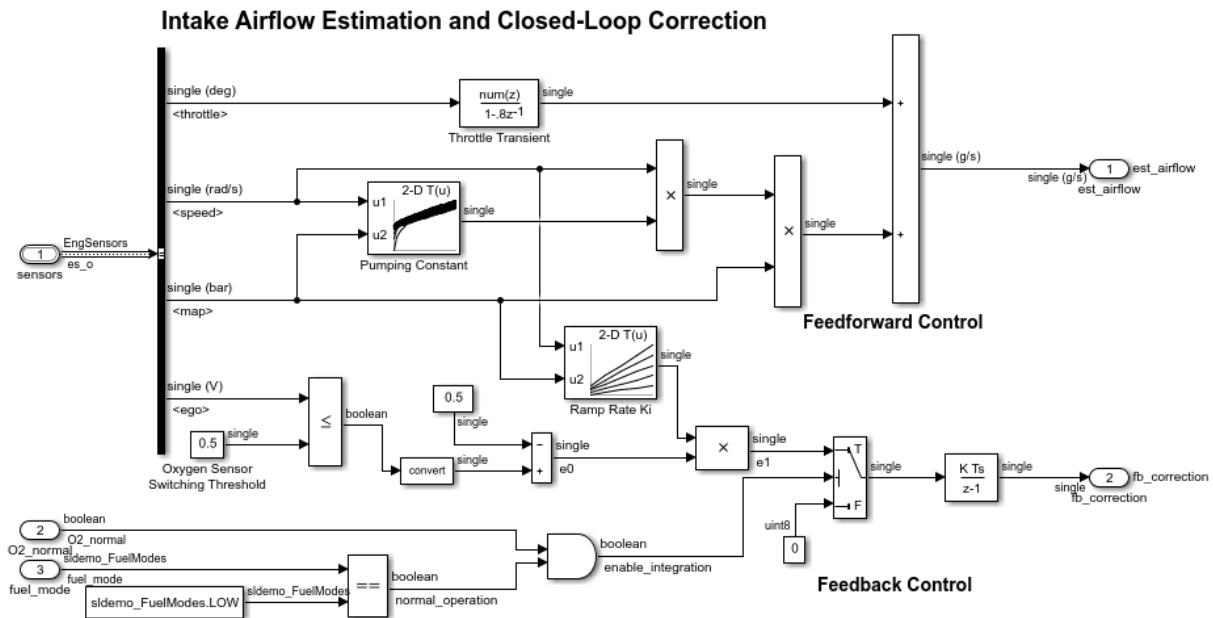 Intake Airflow Estimation and Closed-Loop Correction
single (deg)
<throttle>
num(z)
1-.8z-1
single
Throttle Transient
+
single (g/s)
1
est_airflow
single (g/s)
est_airflow
single (rad/s)
<speed>
2-D T(u)
u1
u2
single
Pumping Constant
×
single
×
single
+
EngSensors
1
es_o
sensors
single (bar)
<map>
Feedforward Control
2-D T(u)
u1
u2
single
Ramp Rate Ki
single (V)
<ego>
≤
boolean
0.5
single
0.5
single
Oxygen Sensor
Switching Threshold
convert
single
−
+
single
e0
×
single
e1
T
F
single
K Ts
z-1
single
2
fb_correction
single
fb_correction
uint8
0
boolean
2
O2_normal
O2_normal
sldemo_FuelModes
3
fuel_mode
fuel_mode
sldemo_FuelModes
sldemo_FuelModes.LOW
==
boolean
normal_operation
boolean
enable_integration
Feedback Control